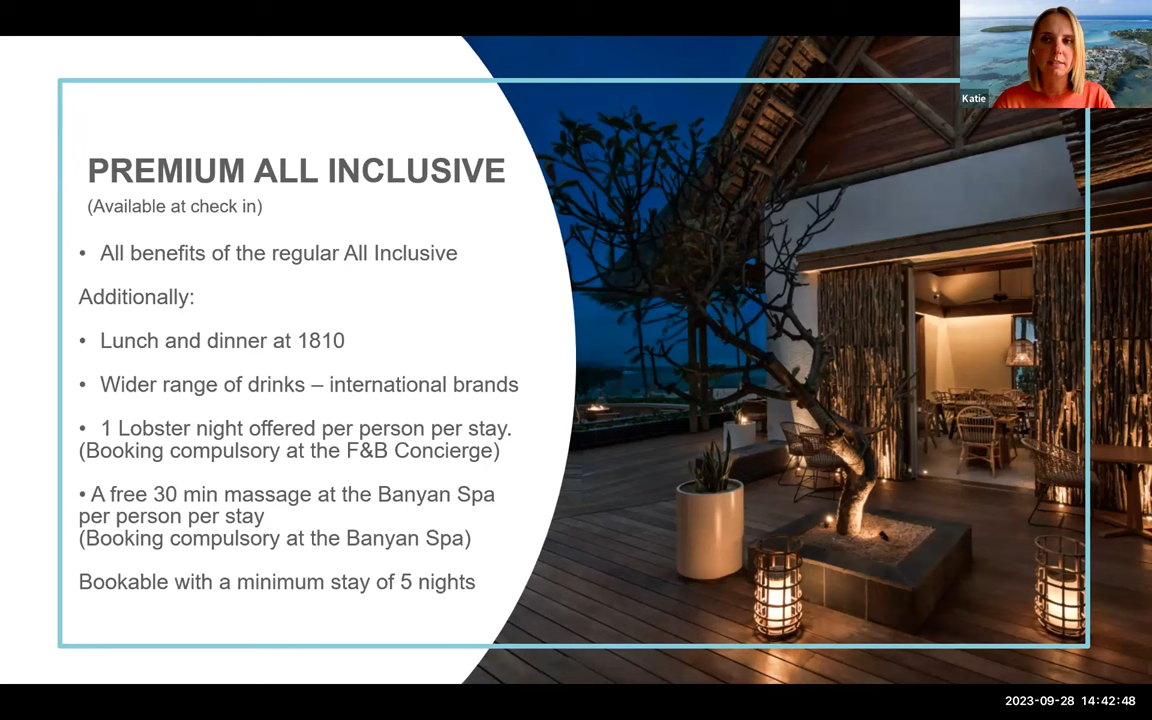 Katie
PREMIUM ALL INCLUSIVE
(Available at check in)
• All benefits of the regular All Inclusive
Additionally:
• Lunch and dinner at 1810
• Wider range of drinks – international brands
• 1 Lobster night offered per person per stay.
(Booking compulsory at the F&B Concierge)
• A free 30 min massage at the Banyan Spa
per person per stay
(Booking compulsory at the Banyan Spa)
Bookable with a minimum stay of 5 nights
2023-09-28 14:42:48